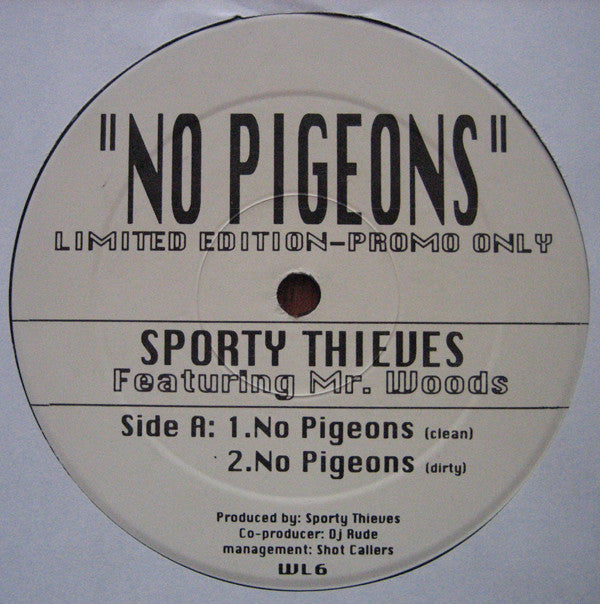 "NO PIGEONS"
LIMITED EDITION-PROMO ONLY
SPORTY THIEVES
Featuring Mr. Woods
Side A: 1.No Pigeons (clean)
2.No Pigeons (dirty)
Produced by: Sporty Thieves
Co-producer: Dj Rude
management: Shot Callers
WL6